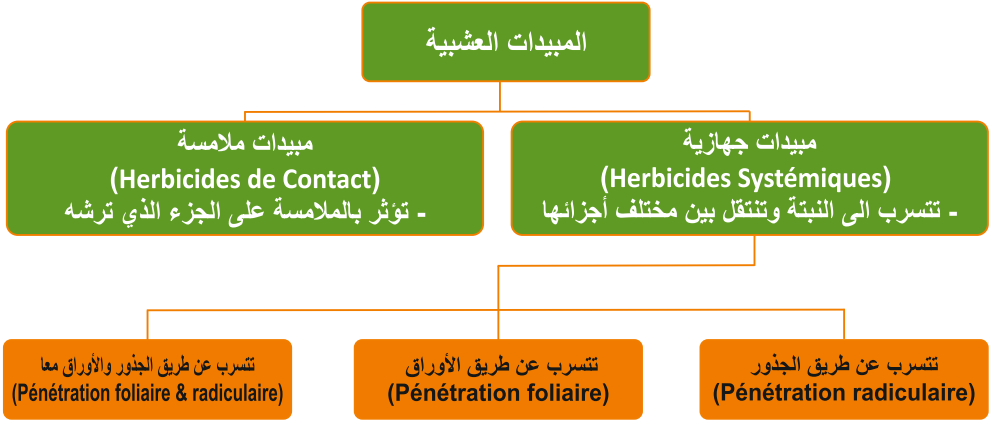 المبيدات العشبية
مبيدات جهازية
(Herbicides Systémiques)
- تتسرب الى النبتة وتنتقل بين مختلف أجزائها
مبيدات ملامسة
(Herbicides de Contact)
- تؤثر بالملامسة على الجزء الذي ترشه
تتسرب عن طريق الجذور
(Pénétration radiculaire)
تتسرب عن طريق الأوراق
(Pénétration foliaire)
تتسرب عن طريق الجذور والأوراق معا
(Pénétration foliaire & radiculaire)